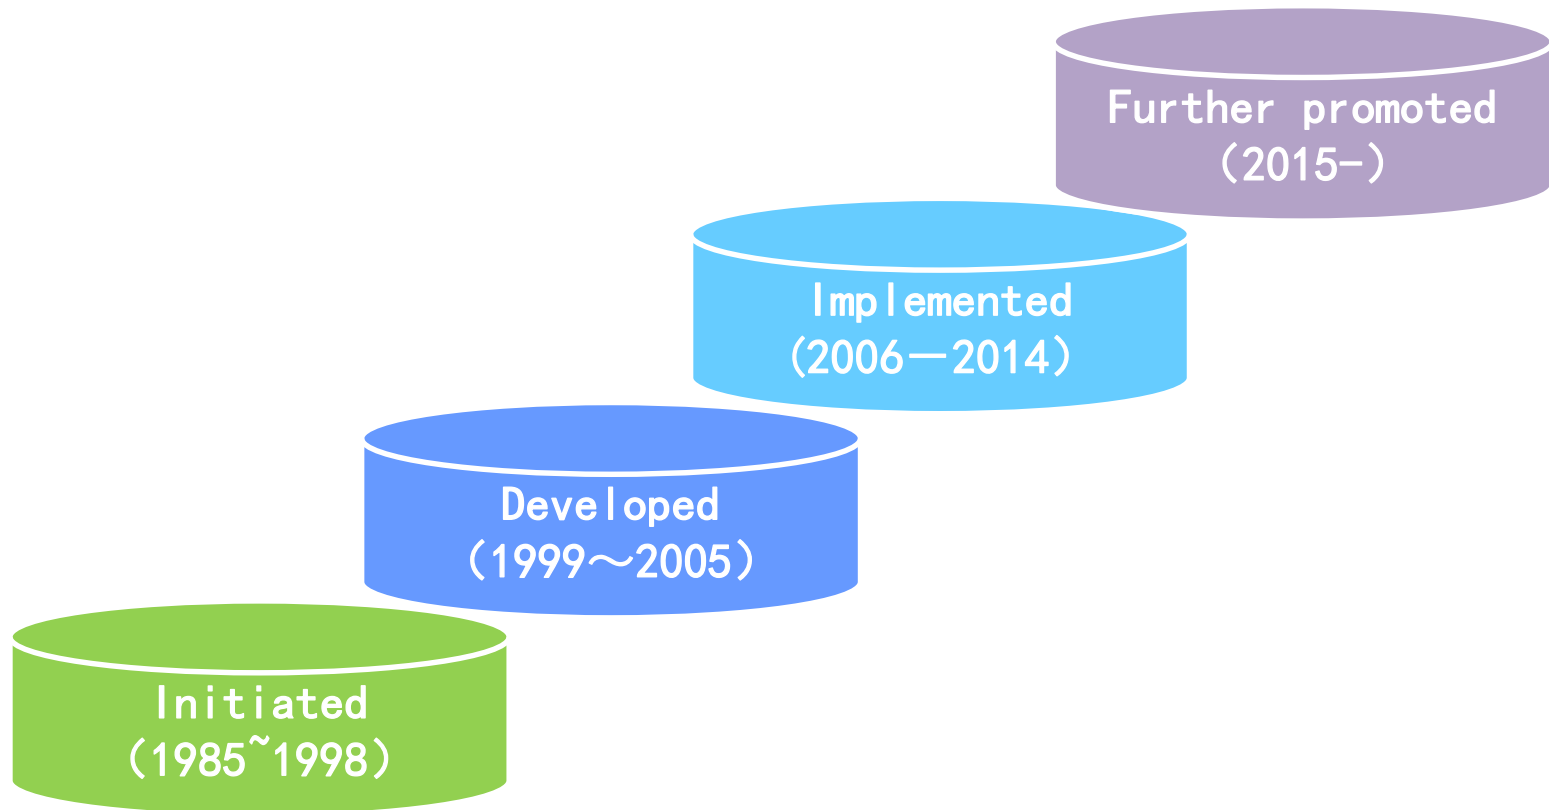 Further promoted
（2015-）
Implemented
（2006—2014）
Developed
（1999～2005）
Initiated
（1985~1998）